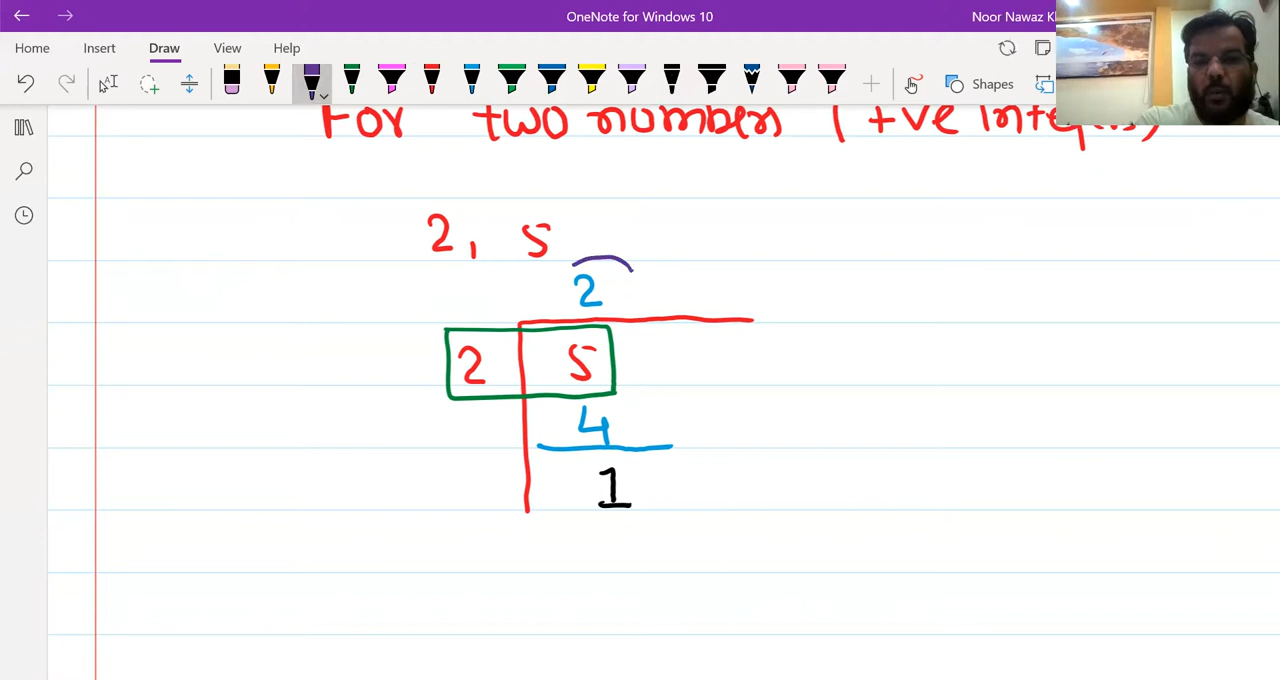 OneNote for Windows 10
Noor Nawaz
Home Insert Draw View Help
Shapes
For two numbers (+ve
2, 5
2
2 5
4
1